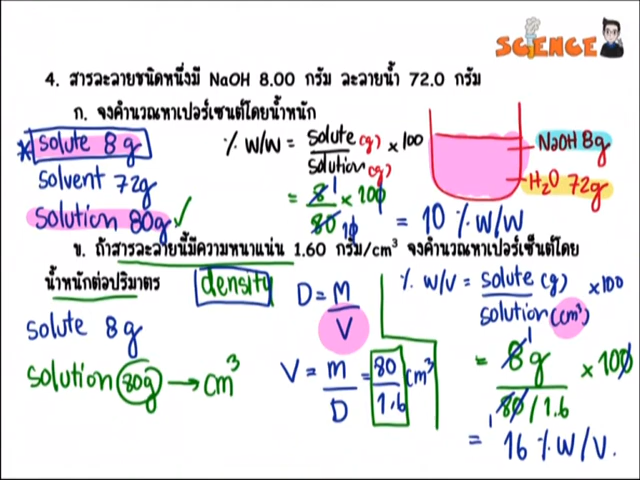 SCIENCE
4. สารละลายชนิดหนึ่งมี NaOH 8.00 กรัม ละลายน้ำ 72.0 กรัม
ก. จงคำนวณหาเปอร์เซนต์โดยน้ำหนัก
* solute 8g
solvent 72g
solution 80g ✓
% w/w = solute (g) x 100
solution (g)
= 8 1 x 100
80 10
= 10 % w/w
NaOH 8g
H₂O 72g
ข. ถ้าสารละลายนี้มีความหนาแน่น 1.60 กรัม/cm³ จงคำนวณหาเปอร์เซ็นต์โดย
น้ำหนักต่อปริมาตร
density
solute 8g
solution 80g → cm³
D = M
V
V = m = 80 cm³
D 1.6
% w/v = solute (g) x100
solution (cm³)
= 8g 1 x 100
80 / 1.6
1
= 16 % w/v.